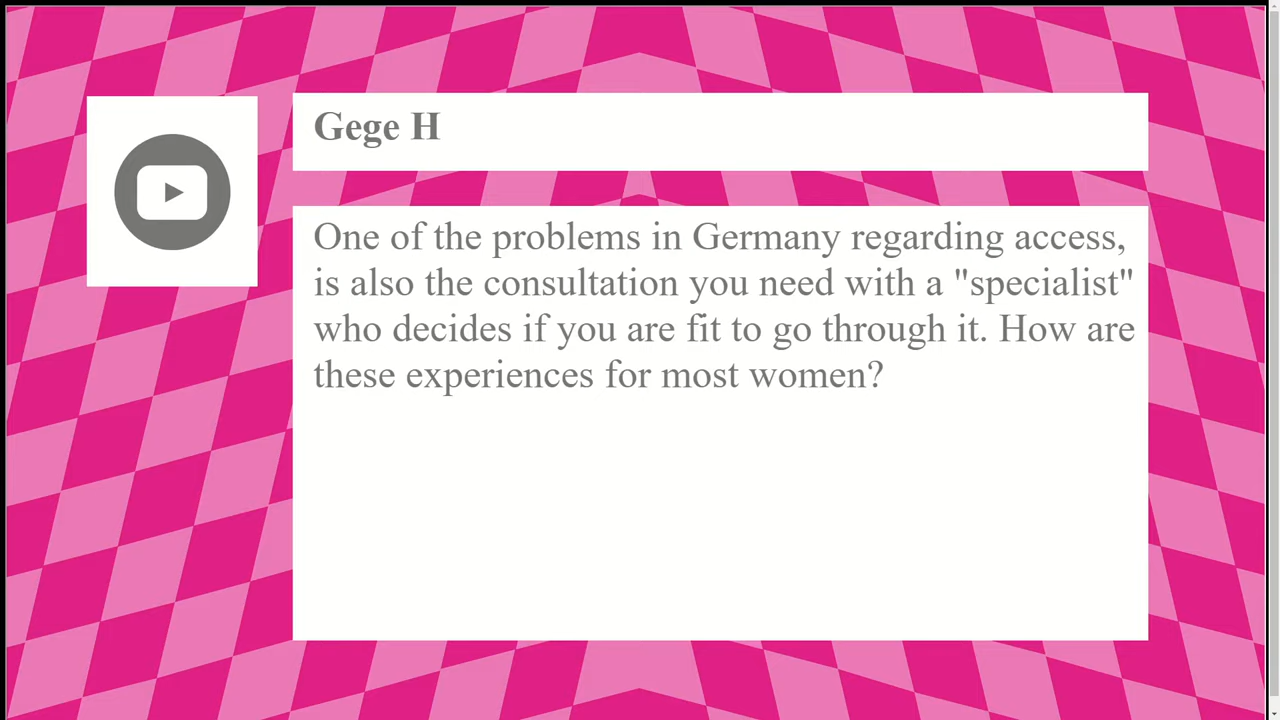 Gege H
One of the problems in Germany regarding access,
is also the consultation you need with a "specialist"
who decides if you are fit to go through it. How are
these experiences for most women?